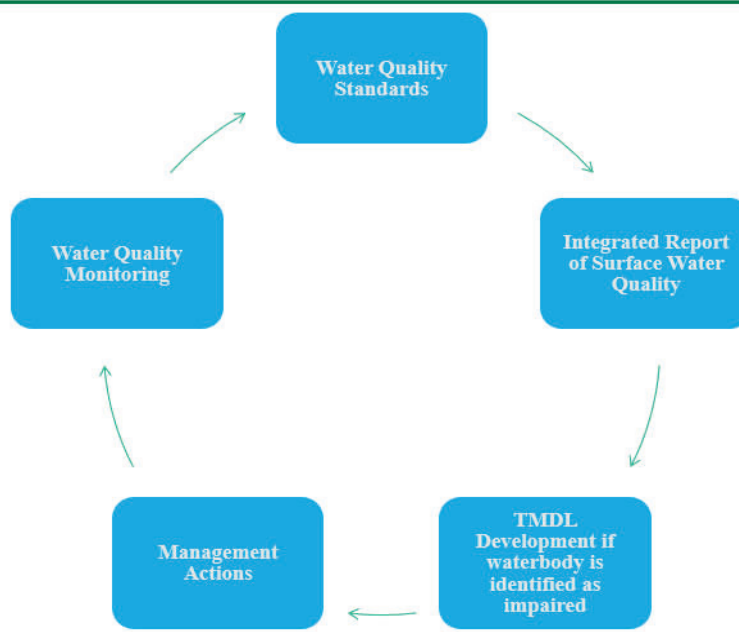 Water Quality
Standards
Integrated Report
of Surface Water
Quality
TMDL
Development if
waterbody is
identified as
impaired
Management
Actions
Water Quality
Monitoring